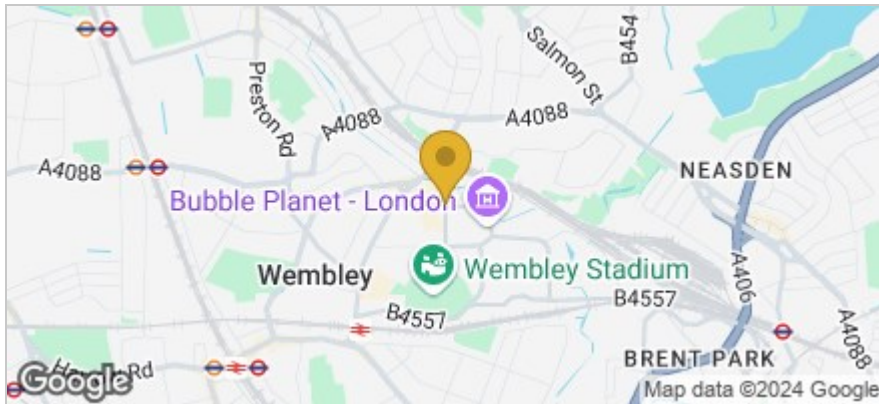 B454
Salmon St
Preston Rd
A4088
A4088
A4088
NEASDEN
Bubble Planet - London
Wembley Stadium
Wembley
A406
B4557
B4557
A4088
BRENT PARK
Rd
Google
Map data ©2024 Google